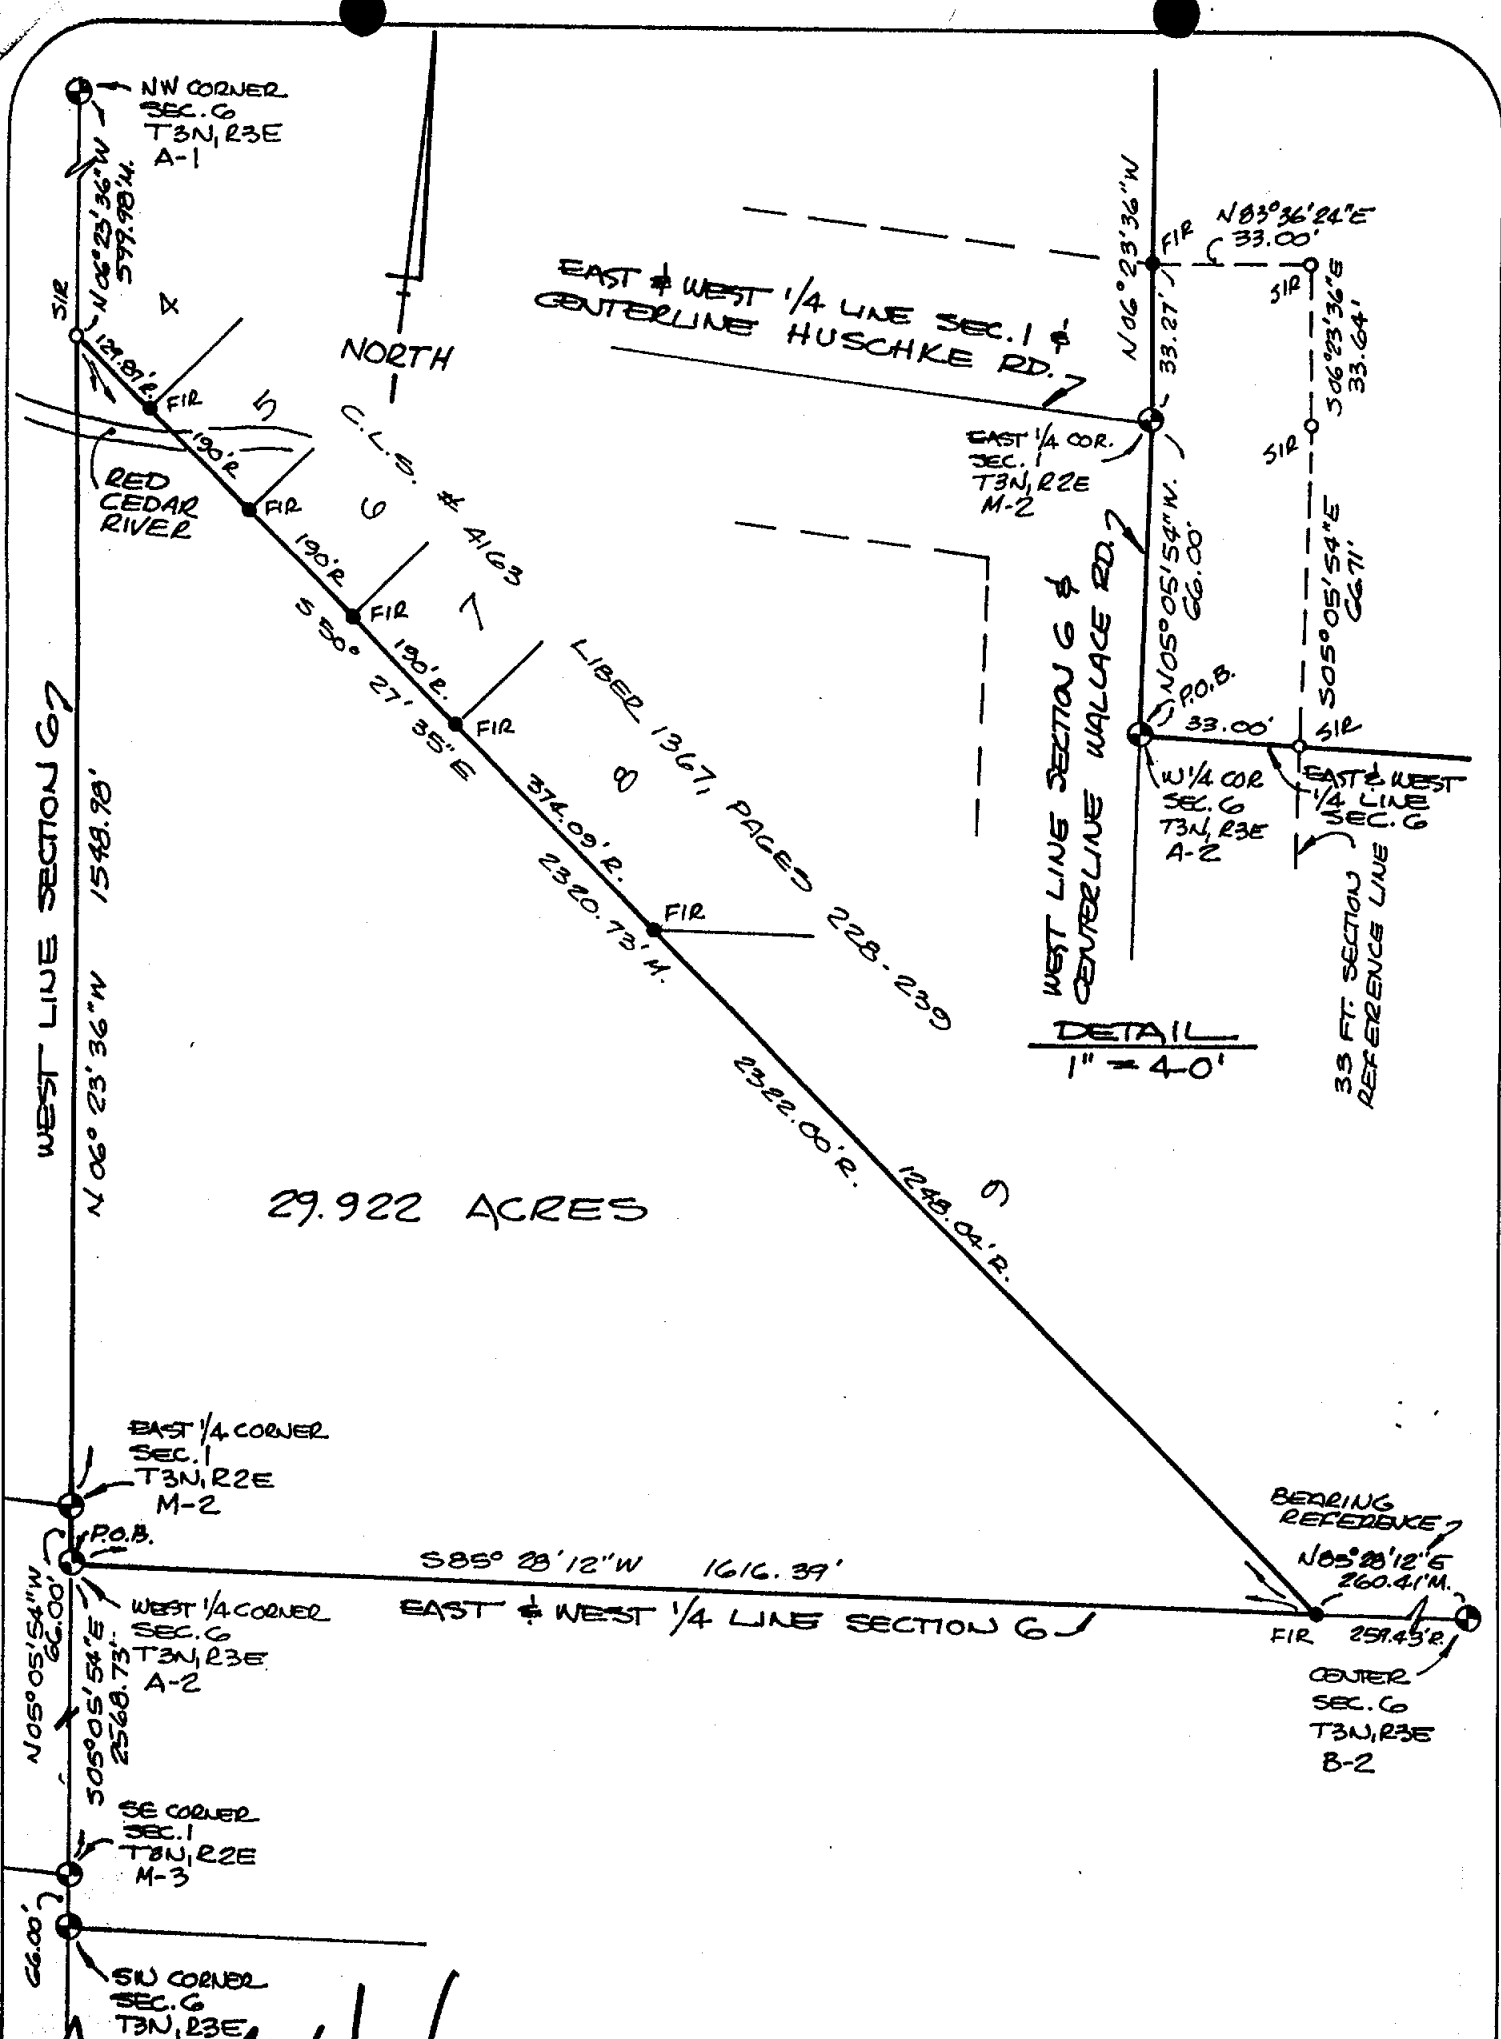 NW CORNER
SEC. 6
T3N, R3E
A-1
N06°23'36"W
599.98'M.
SIR
4
129.87'R.
FIR
5
190'R
FIR
RED
CEDAR
RIVER
6
190'R
FIR
7
190'R.
FIR
S 50° 27' 35" E
NORTH
C.L.S. # 4163
LIBER 1367, PAGES 228-239
8
374.09'R.
2320.73'M.
FIR
2322.00'R.
1248.04'R.
9
WEST LINE SECTION 6
N 06° 23' 36" W 1548.98'
29.922 ACRES
EAST & WEST 1/4 LINE SEC. 1 &
CENTERLINE HUSCHKE RD.
N06°23'36"W
33.27'
FIR
N83°36'24"E
33.00'
SIR
S06°23'36"E
33.64'
SIR
EAST 1/4 COR.
SEC. 1
T3N, R2E
M-2
N05°05'54"W.
66.00'
S05°05'54"E
66.71'
WEST LINE SECTION 6 &
CENTERLINE WALLACE RD.
P.O.B.
33.00'
SIR
W 1/4 COR
SEC. 6
T3N, R3E
A-2
EAST & WEST
1/4 LINE
SEC. 6
33 FT. SECTION
REFERENCE LINE
DETAIL
1" = 40'
EAST 1/4 CORNER
SEC. 1
T3N, R2E
M-2
P.O.B.
S85° 28' 12"W 1616.39'
EAST & WEST 1/4 LINE SECTION 6
BEARING
REFERENCE
N85°28'12"E
260.41'M.
FIR
259.43'R.
CENTER
SEC. 6
T3N, R3E
B-2
N05°05'54"W
66.00'
WEST 1/4 CORNER
SEC. 6
T3N, R3E
A-2
S05°05'54"E
2568.73'
SE CORNER
SEC. 1
T3N, R2E
M-3
66.00'
SW CORNER
SEC. 6
T3N, R3E